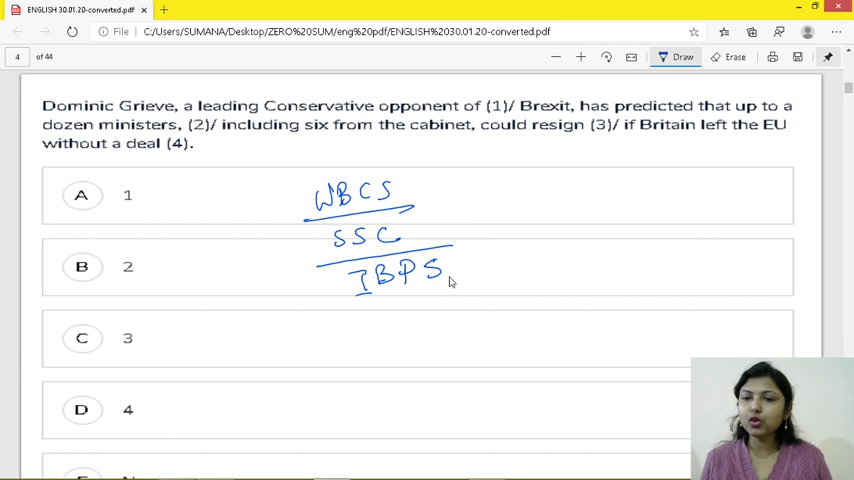 ENGLISH 30.01.20-converted.pdf
File C:/Users/SUMANA/Desktop/ZERO%20SUM/eng%20pdf/ENGLISH%2030.01.20-converted.pdf
4 of 44 Draw Erase
Dominic Grieve, a leading Conservative opponent of (1)/ Brexit, has predicted that up to a
dozen ministers, (2)/ including six from the cabinet, could resign (3)/ if Britain left the EU
without a deal (4).
A 1
WBCS
SSC
B 2
IBPS
C 3
D 4